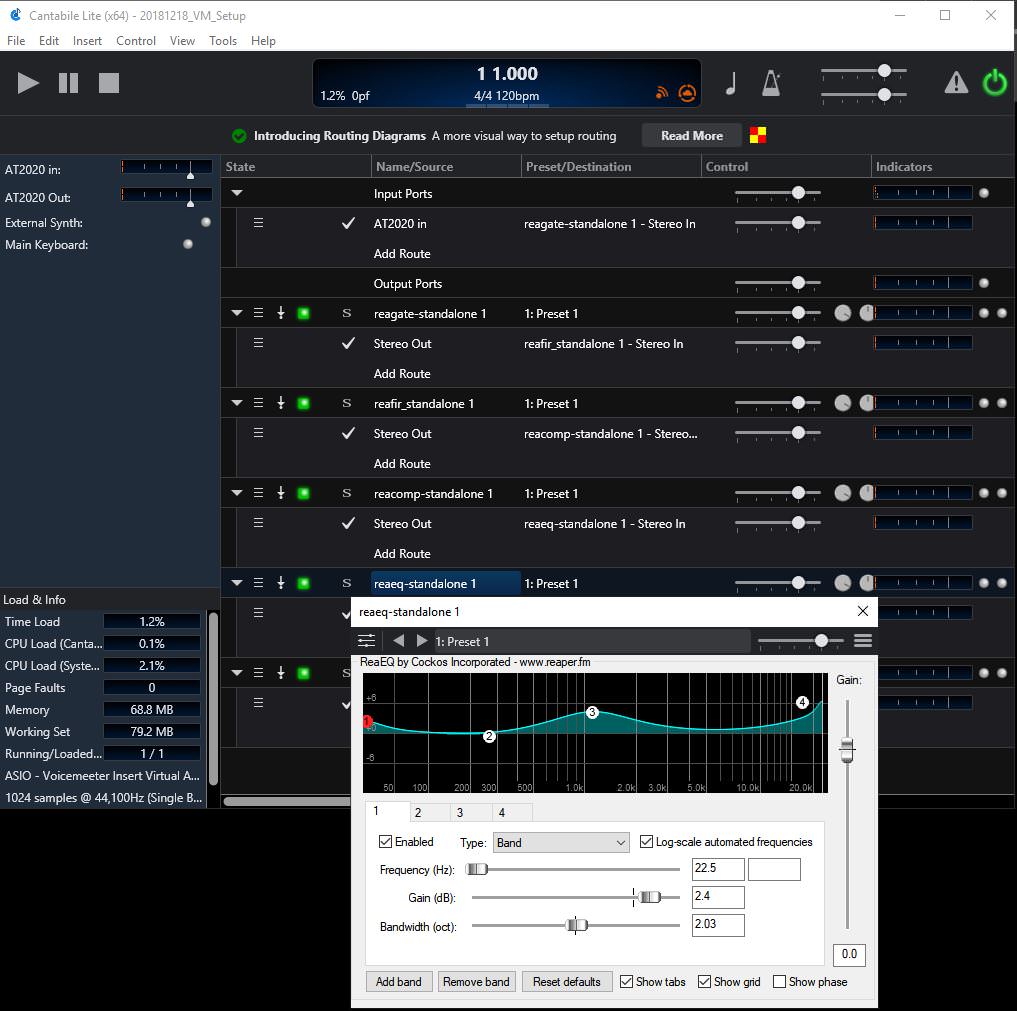 Cantabile Lite (x64) - 20181218_VM_Setup
File Edit Insert Control View Tools Help
1 1.000
1.2% 0pf 4/4 120bpm
Introducing Routing Diagrams A more visual way to setup routing Read More
AT2020 in:
AT2020 Out:
External Synth:
Main Keyboard:
State Name/Source Preset/Destination Control Indicators
Input Ports
AT2020 in reagate-standalone 1 - Stereo In
Add Route
Output Ports
S reagate-standalone 1 1: Preset 1
Stereo Out reafir_standalone 1 - Stereo In
Add Route
S reafir_standalone 1 1: Preset 1
Stereo Out reacomp-standalone 1 - Stereo...
Add Route
S reacomp-standalone 1 1: Preset 1
Stereo Out reaeq-standalone 1 - Stereo In
Add Route
S reaeq-standalone 1 1: Preset 1
Load & Info
Time Load 1.2%
CPU Load (Canta... 0.1%
CPU Load (Syste... 2.1%
Page Faults 0
Memory 68.8 MB
Working Set 79.2 MB
Running/Loaded... 1 / 1
ASIO - Voicemeeter Insert Virtual A...
1024 samples @ 44,100Hz (Single B...
reaeq-standalone 1
1: Preset 1
ReaEQ by Cockos Incorporated - www.reaper.fm
Gain:
+6
+0
-6
1 2 3 4
50 100 200 300 500 1.0k 2.0k 3.0k 5.0k 10.0k 20.0k
1 2 3 4
Enabled Type: Band Log-scale automated frequencies
Frequency (Hz): 22.5
Gain (dB): 2.4
Bandwidth (oct): 2.03
0.0
Add band Remove band Reset defaults Show tabs Show grid Show phase